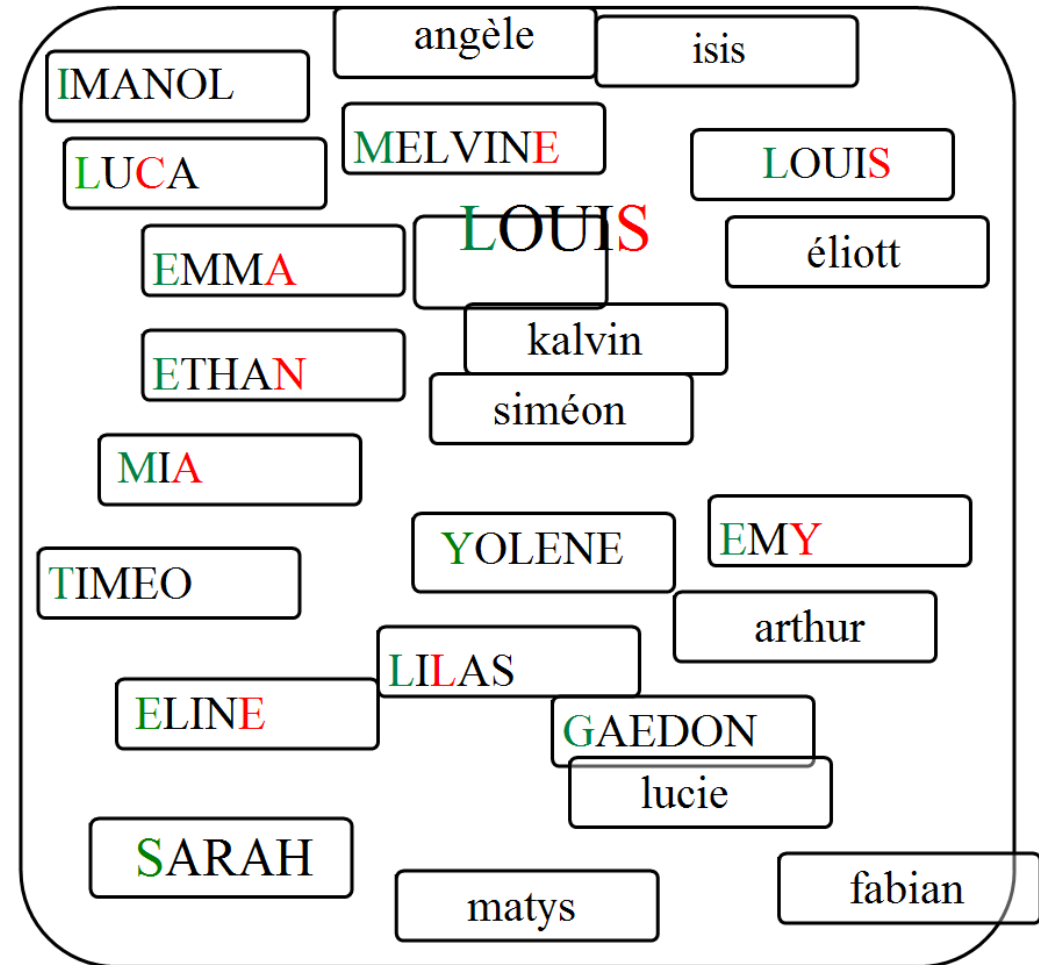 angèle
isis
IMANOL
MELVINE
LOUIS
LUCA
LOUIS
éliott
EMMA
kalvin
ETHAN
siméon
MIA
YOLENE
EMY
TIMEO
arthur
LILAS
ELINE
GAEDON
lucie
SARAH
matys
fabian